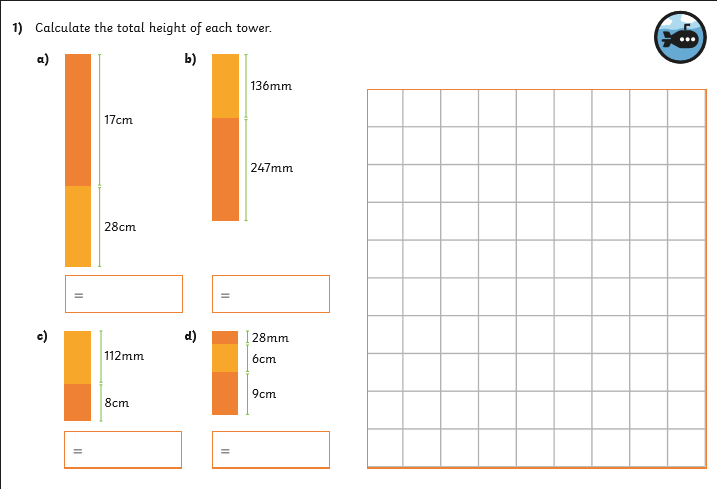 1) Calculate the total height of each tower.
a)
17cm
28cm
=
b)
136mm
247mm
=
c)
112mm
8cm
=
d)
28mm
6cm
9cm
=